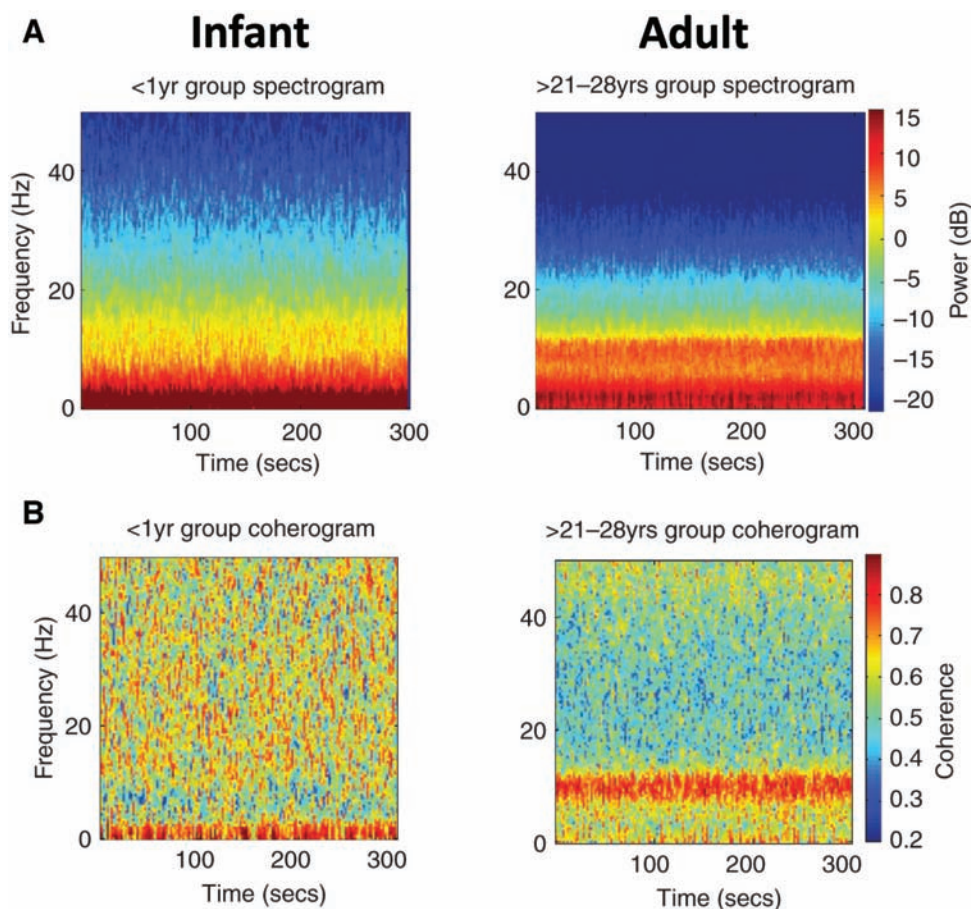 A
Infant
Adult
<1yr group spectrogram
>21–28yrs group spectrogram
Frequency (Hz)
40
20
0
100
200
300
Time (secs)
40
20
0
100
200
300
Time (secs)
15
10
5
0
−5
−10
−15
−20
Power (dB)
B
<1yr group coherogram
>21–28yrs group coherogram
Frequency (Hz)
40
20
0
100
200
300
Time (secs)
40
20
0
100
200
300
Time (secs)
0.8
0.7
0.6
0.5
0.4
0.3
0.2
Coherence